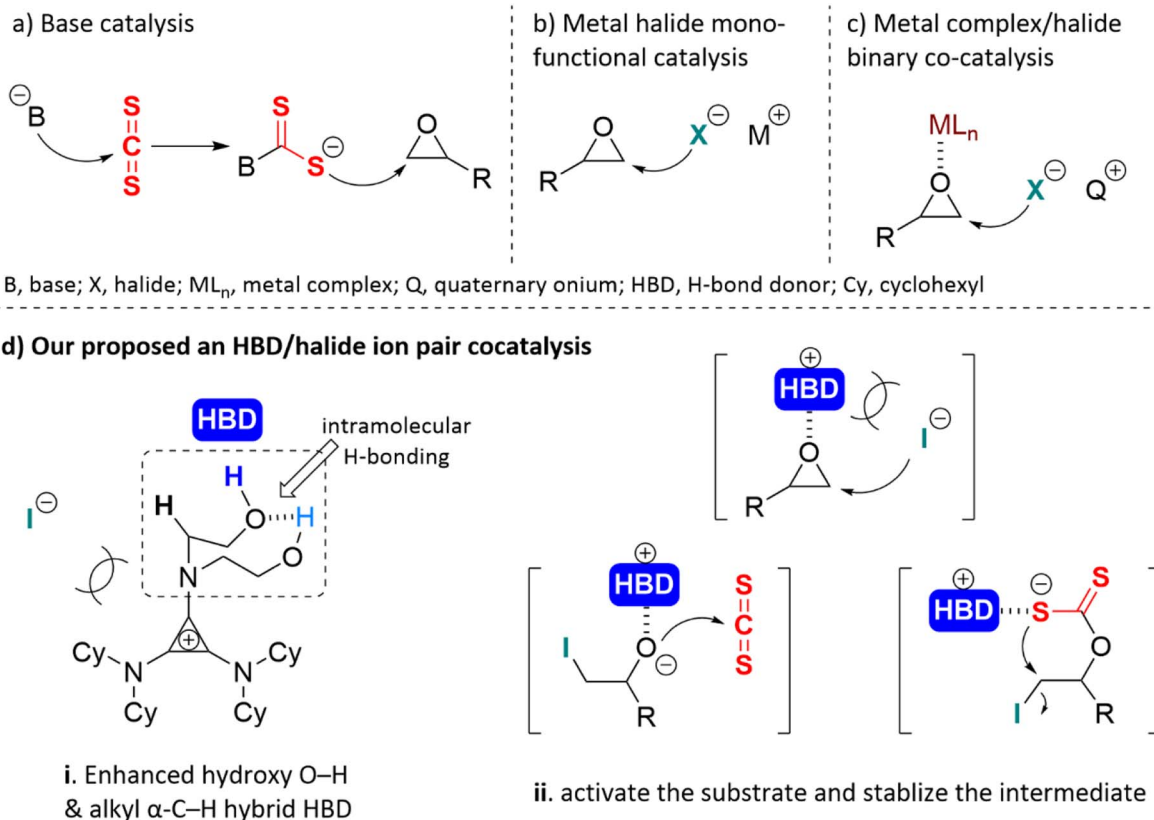 a) Base catalysis
b) Metal halide mono-
functional catalysis
c) Metal complex/halide
binary co-catalysis
⊖
B
S
C
S
S
B
S
⊖
O
R
O
R
X
⊖
M
⊕
MLn
O
R
X
⊖
Q
⊕
B, base; X, halide; MLn, metal complex; Q, quaternary onium; HBD, H-bond donor; Cy, cyclohexyl
d) Our proposed an HBD/halide ion pair cocatalysis
HBD
intramolecular
H-bonding
H
H
O
H
I
⊖
O
N
⊕
Cy
N
Cy
Cy
N
Cy
i. Enhanced hydroxy O–H
& alkyl α-C–H hybrid HBD
⊕
HBD
I
⊖
O
R
⊕
HBD
S
C
S
I
O
⊖
R
⊕
HBD
S
⊖
S
O
I
R
ii. activate the substrate and stablize the intermediate